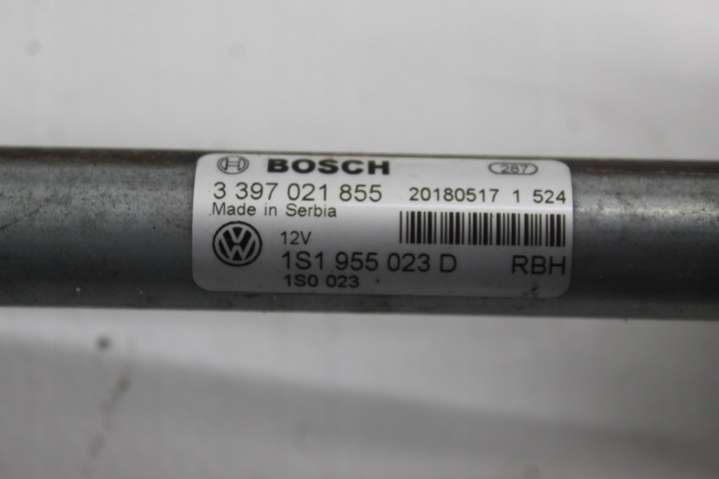 BOSCH 287
3 397 021 855 20180517 1 524
Made in Serbia
12V
1S1 955 023 D RBH
1S0 023